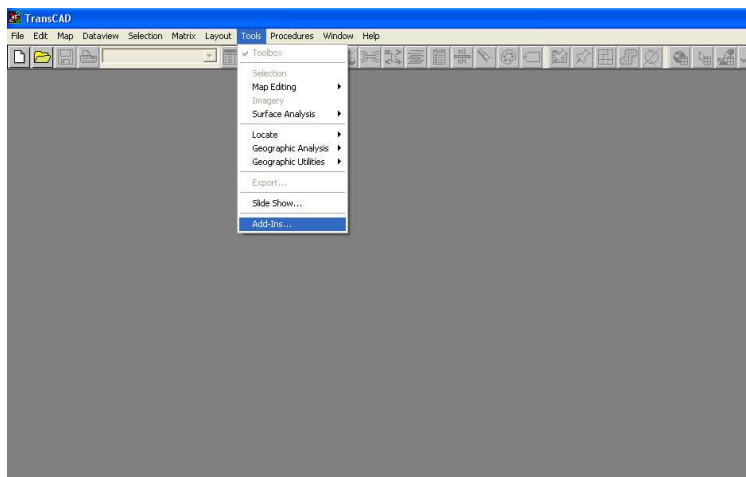 TransCAD
File Edit Map Dataview Selection Matrix Layout Tools Procedures Window Help
Toolbox
Selection
Map Editing
Imagery
Surface Analysis
Locate
Geographic Analysis
Geographic Utilities
Export...
Slide Show...
Add-Ins...